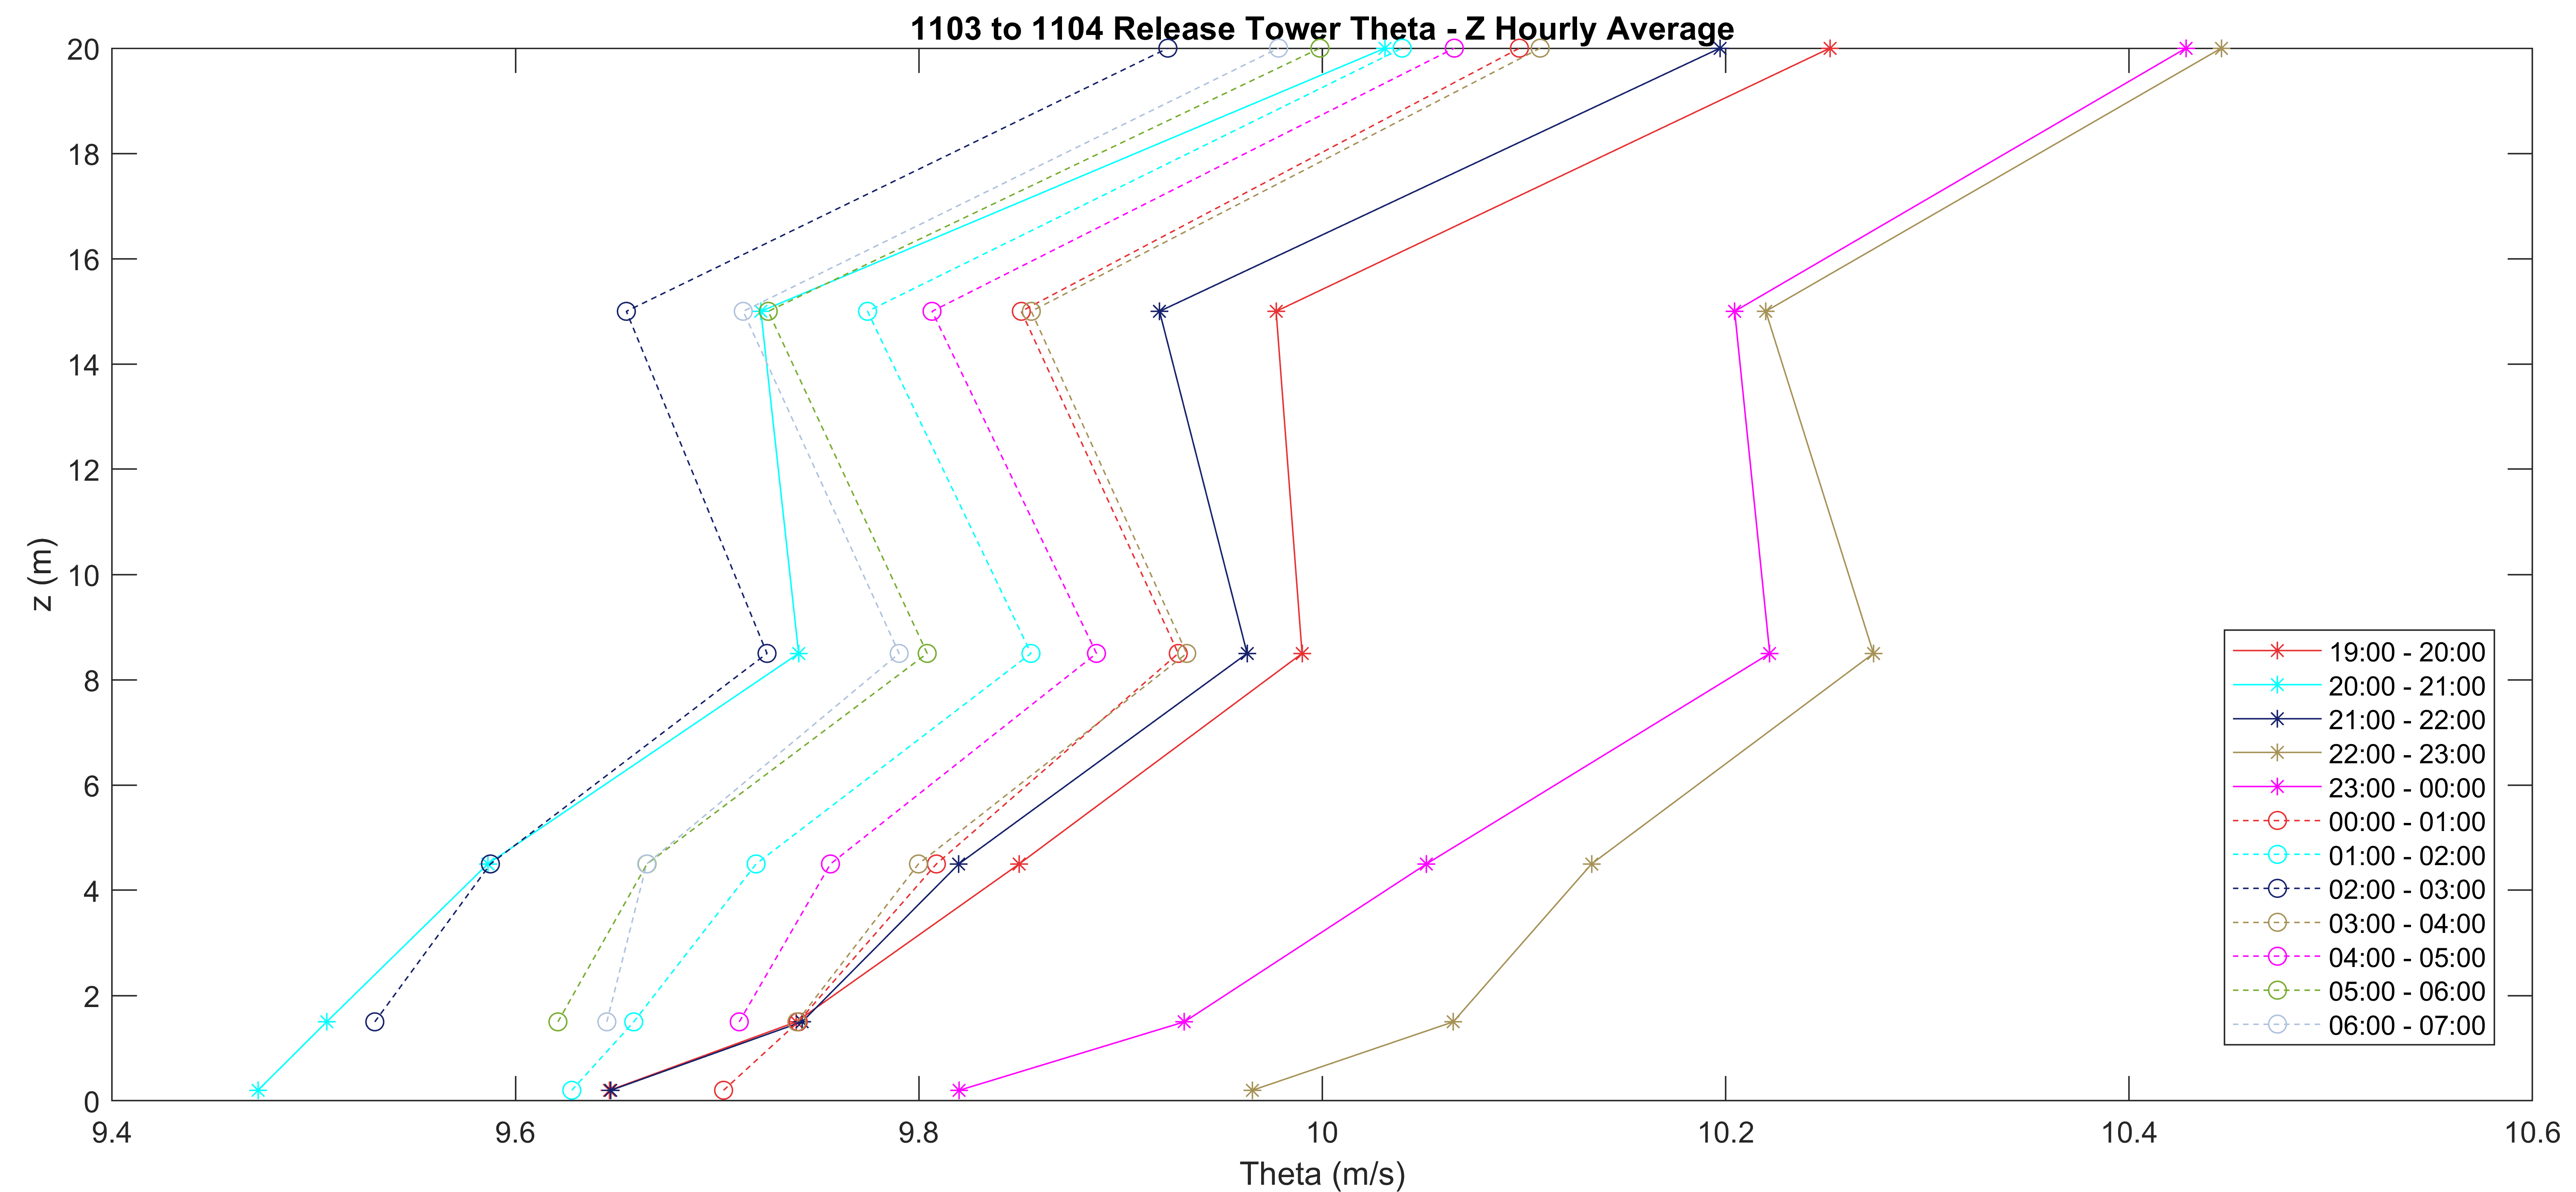 1103 to 1104 Release Tower Theta - Z Hourly Average
20
18
16
14
12
10
8
6
4
2
0
z (m)
9.4 9.6 9.8 10 10.2 10.4 10.6
Theta (m/s)
19:00 - 20:00
20:00 - 21:00
21:00 - 22:00
22:00 - 23:00
23:00 - 00:00
00:00 - 01:00
01:00 - 02:00
02:00 - 03:00
03:00 - 04:00
04:00 - 05:00
05:00 - 06:00
06:00 - 07:00